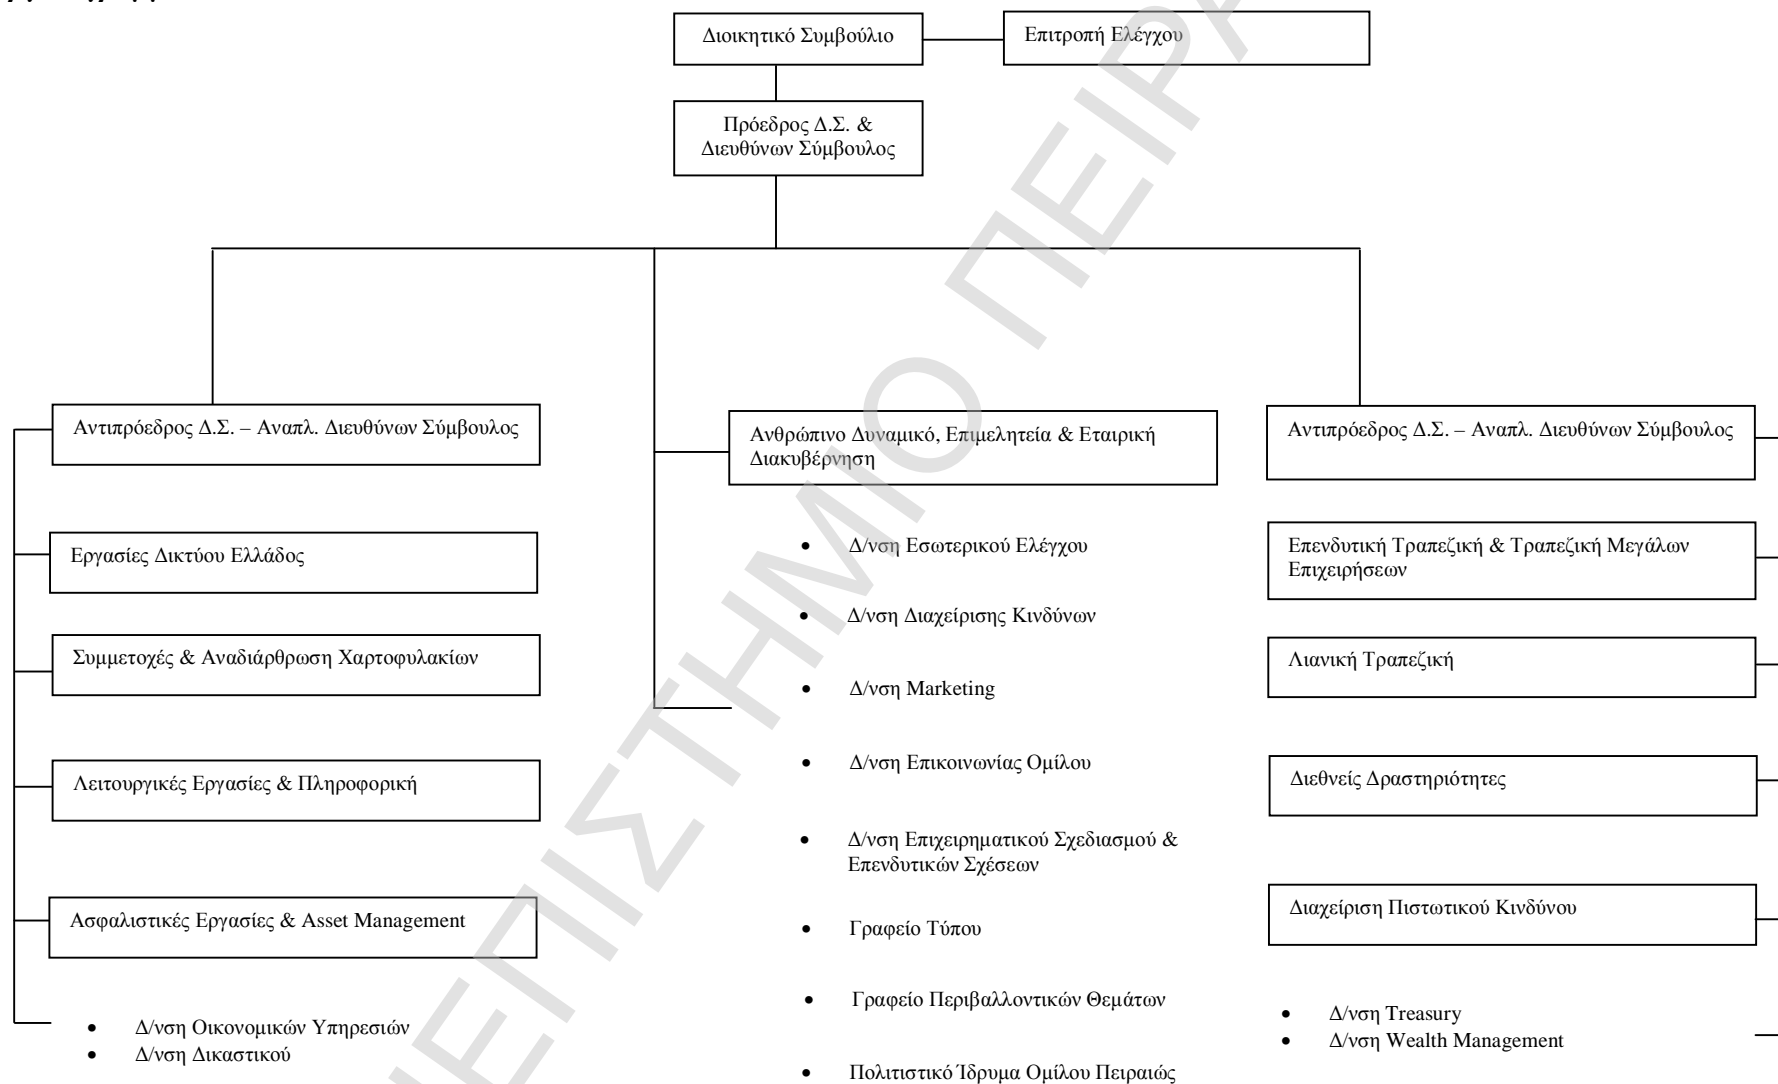 Διοικητικό Συμβούλιο
Επιτροπή Ελέγχου
Πρόεδρος Δ.Σ. &
Διευθύνων Σύμβουλος
Αντιπρόεδρος Δ.Σ. – Αναπλ. Διευθύνων Σύμβουλος
Εργασίες Δικτύου Ελλάδος
Συμμετοχές & Αναδιάρθρωση Χαρτοφυλακίων
Λειτουργικές Εργασίες & Πληροφορική
Ασφαλιστικές Εργασίες & Asset Management
• Δ/νση Οικονομικών Υπηρεσιών
• Δ/νση Δικαστικού
Ανθρώπινο Δυναμικό, Επιμελητεία & Εταιρική
Διακυβέρνηση
• Δ/νση Εσωτερικού Ελέγχου
• Δ/νση Διαχείρισης Κινδύνων
• Δ/νση Marketing
• Δ/νση Επικοινωνίας Ομίλου
• Δ/νση Επιχειρηματικού Σχεδιασμού &
Επενδυτικών Σχέσεων
• Γραφείο Τύπου
• Γραφείο Περιβαλλοντικών Θεμάτων
• Πολιτιστικό Ίδρυμα Ομίλου Πειραιώς
Αντιπρόεδρος Δ.Σ. – Αναπλ. Διευθύνων Σύμβουλος
Επενδυτική Τραπεζική & Τραπεζική Μεγάλων
Επιχειρήσεων
Λιανική Τραπεζική
Διεθνείς Δραστηριότητες
Διαχείριση Πιστωτικού Κινδύνου
• Δ/νση Treasury
• Δ/νση Wealth Management